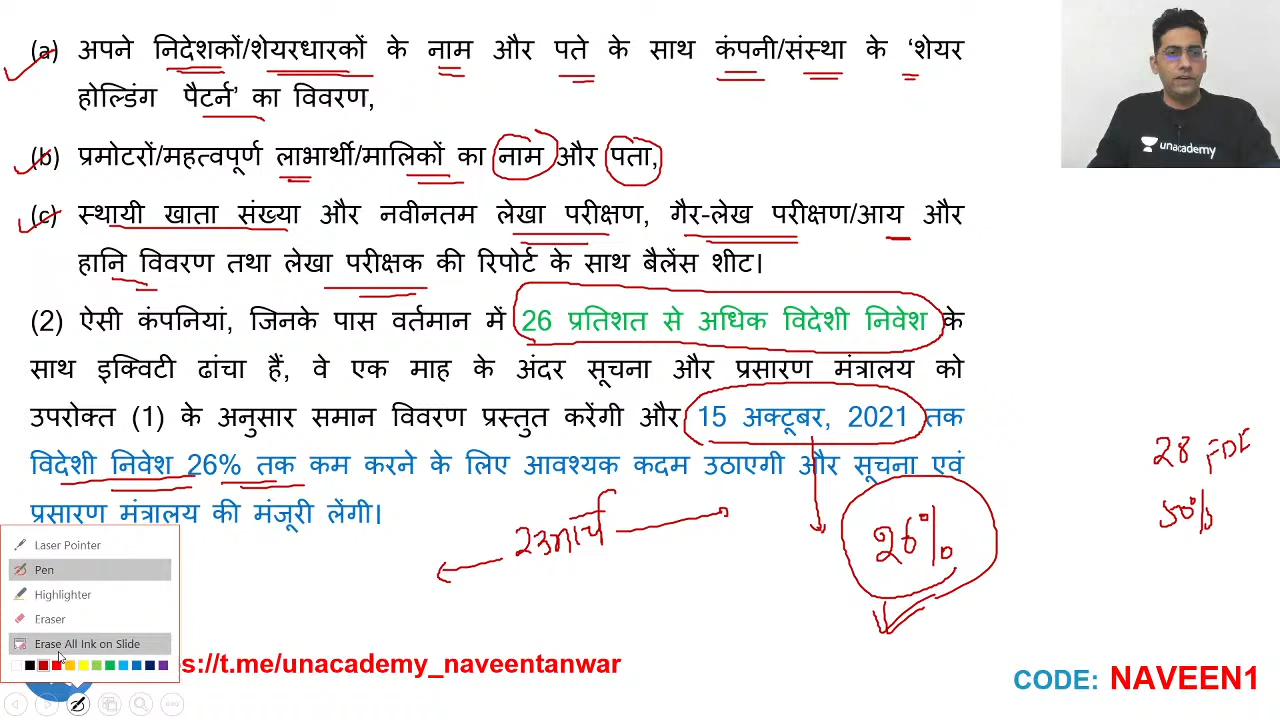 (a) अपने निदेशकों/शेयरधारकों के नाम और पते के साथ कंपनी/संस्था के 'शेयर
होल्डिंग पैटर्न' का विवरण,
unacademy
(b) प्रमोटरों/महत्वपूर्ण लाभार्थी/मालिकों का नाम और पता,
(c) स्थायी खाता संख्या और नवीनतम लेखा परीक्षण, गैर-लेख परीक्षण/आय और
हानि विवरण तथा लेखा परीक्षक की रिपोर्ट के साथ बैलेंस शीट।
(2) ऐसी कंपनियां, जिनके पास वर्तमान में 26 प्रतिशत से अधिक विदेशी निवेश के
साथ इक्विटी ढांचा हैं, वे एक माह के अंदर सूचना और प्रसारण मंत्रालय को
उपरोक्त (1) के अनुसार समान विवरण प्रस्तुत करेंगी और 15 अक्टूबर, 2021 तक
विदेशी निवेश 26% तक कम करने के लिए आवश्यक कदम उठाएगी और सूचना एवं
प्रसारण मंत्रालय की मंजूरी लेंगी।
28 FDI
50%
26%
Laser Pointer
Pen
Highlighter
Eraser
Erase All Ink on Slide
s://t.me/unacademy_naveentanwar
CODE: NAVEEN1